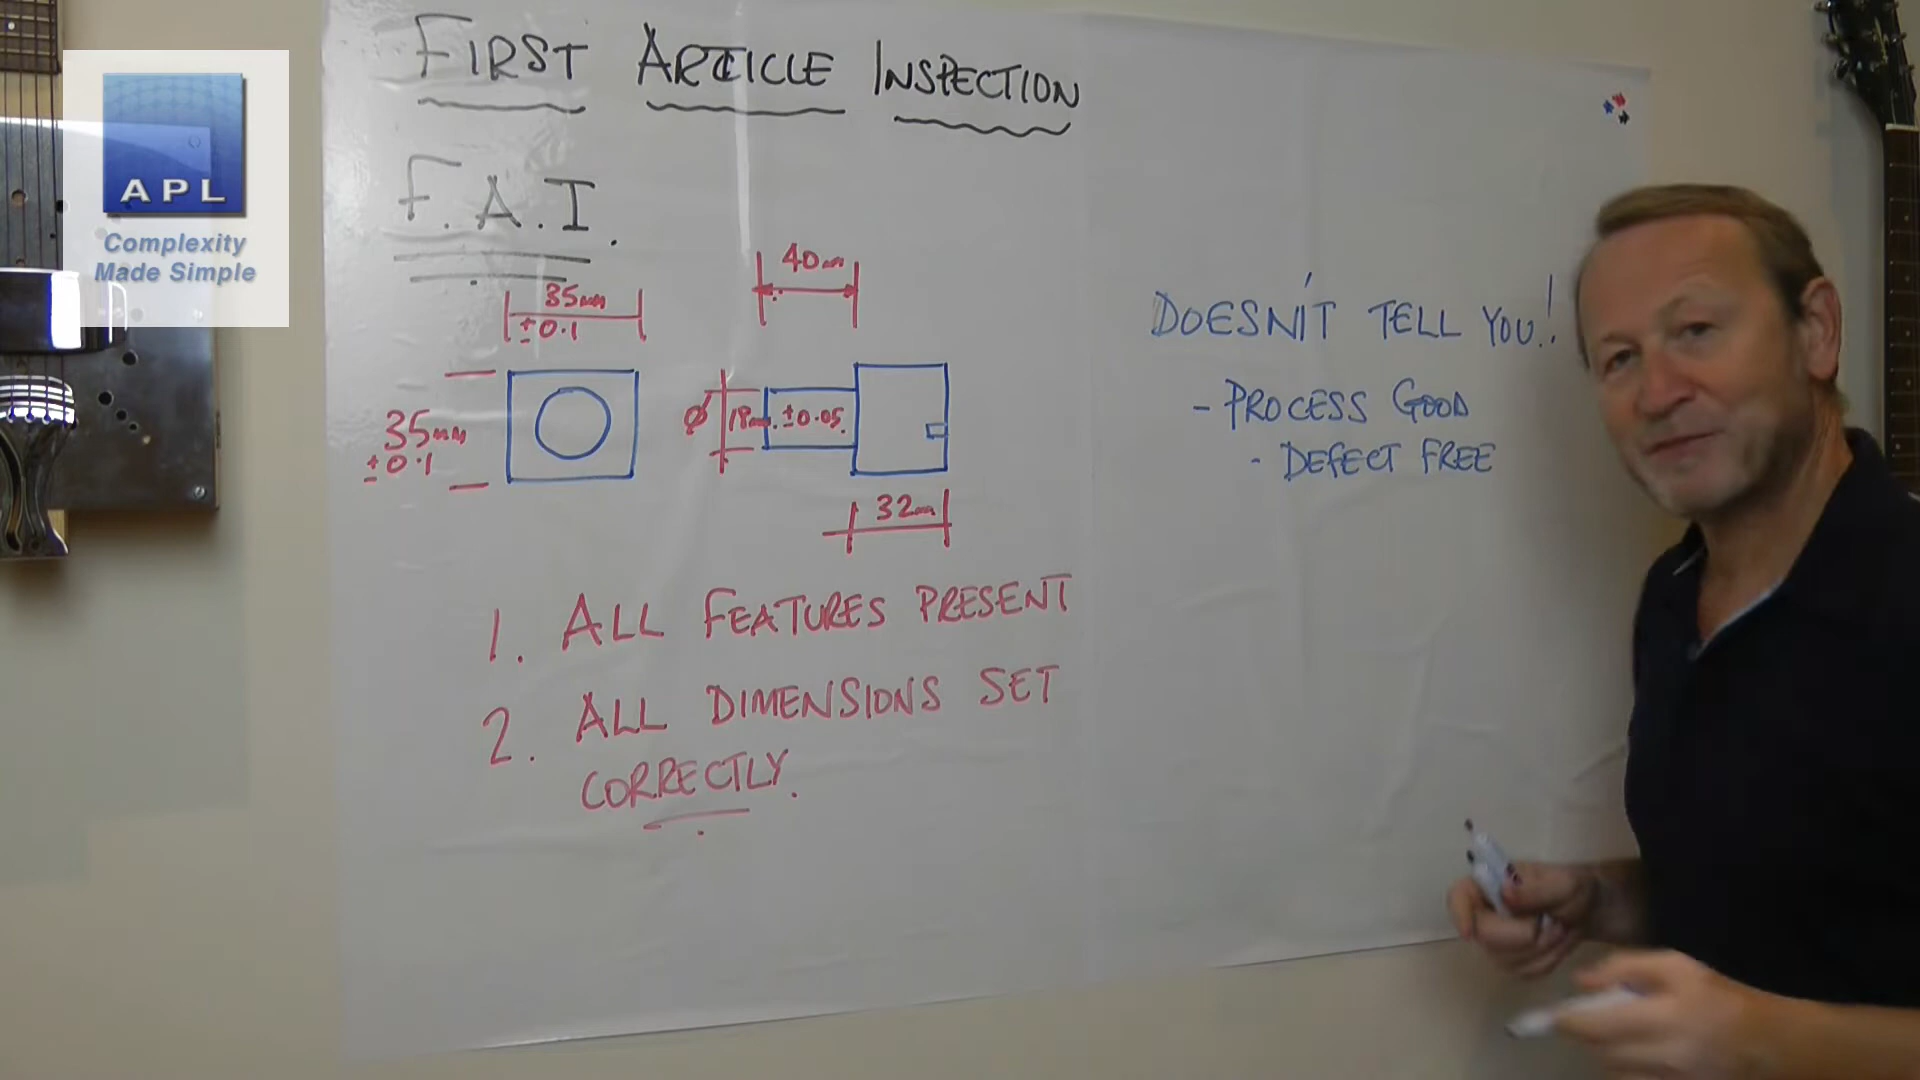 FIRST ARTICLE INSPECTION
APL
Complexity
Made Simple
F.A.I.
40mm
35mm
±0.1
35mm
±0.1
Ø 18mm ±0.05.
32mm
1. ALL FEATURES PRESENT
2. ALL DIMENSIONS SET
CORRECTLY.
DOESN'T TELL YOU!
- PROCESS GOOD
- DEFECT FREE